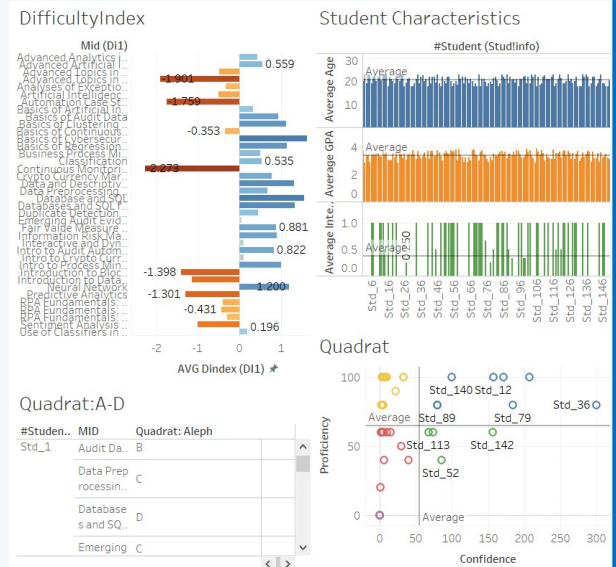 DifficultyIndex
Mid (Di1)
Advanced Analytics i..
Advanced Artificial I..
Advanced Topics in ..
Advanced Topics in ..
Analyses of Exceptio..
Artificial Intelligenc..
Automation Case St..
Basics of Artificial In..
Basics of Audit Data
Basics of Clustering ..
Basics of Continuous..
Basics of Cybersecur..
Basics of Regression..
Business Process Mi..
Classification
Continuous Monitori..
Crypto Currency Mar..
Data and Descriptiv..
Data Preprocessing ..
Database and SQL
Databases and SQL f..
Duplicate Detection ..
Emerging Audit Evid..
Fair Value Measure ..
Information Risk Ma..
Interactive and Dyn..
Intro to Audit Autom..
Intro to Crypto Curr..
Intro to Process Min..
Introduction to Bloc..
Introduction to Data..
Neural Network
Predictive Analytics
RPA Fundamentals: ..
RPA Fundamentals: ..
RPA Fundamentals: ..
Sentiment Analysis ..
Use of Classifiers in ..
0.559
-1.901
-1.759
-0.353
0.535
-2.273
0.881
0.822
-1.398
1.200
-1.301
-0.431
0.196
-2 -1 0 1
AVG Dindex (DI1)
Student Characteristics
#Student (Stud!info)
Average Age
30
20
10
Average
Average GPA
4
2
0
Average
Average Inte..
1.0
0.5
0.0
Average
0.250
Std_6 Std_16 Std_26 Std_36 Std_46 Std_56 Std_66 Std_76 Std_86 Std_96 Std_106 Std_116 Std_126 Std_136 Std_146
Quadrat:A-D
#Studen.. MID Quadrat: Aleph
Std_1 Audit Da.. B
Data Prep
rocessin.. C
Database
s and SQ.. D
Emerging C
Quadrat
Proficiency
100
50
0
Std_140 Std_12
Std_36
Average Std_89 Std_79
Std_113 Std_142
Std_52
Average
0 50 100 150 200 250 300
Confidence